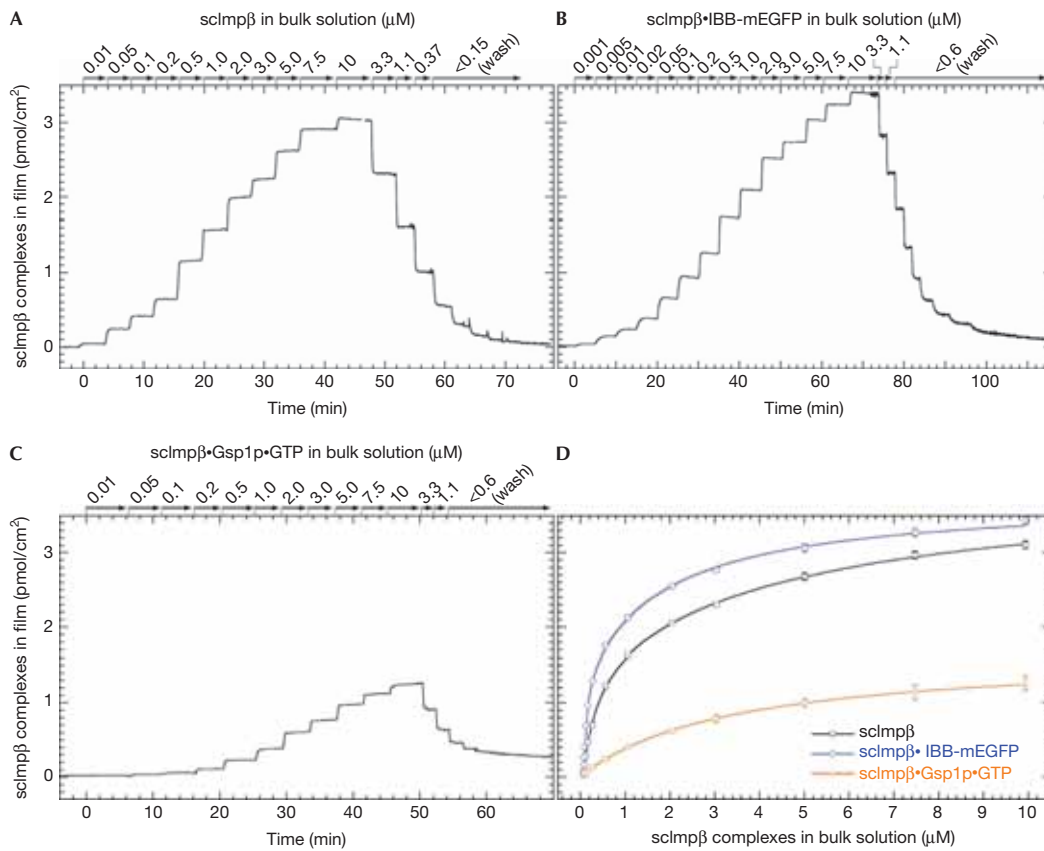 A
scImpβ in bulk solution (μM)
0.01 0.05 0.1 0.2 0.5 1.0 2.0 3.0 5.0 7.5 10 3.3 1.1 0.37 <0.15 (wash)
scImpβ complexes in film (pmol/cm²)
3
2
1
0
0 10 20 30 40 50 60 70
Time (min)
B
scImpβ•IBB-mEGFP in bulk solution (μM)
0.001 0.005 0.01 0.02 0.05 0.1 0.2 0.5 1.0 2.0 3.0 5.0 7.5 10 3.3 1.1 <0.6 (wash)
0 20 40 60 80 100
Time (min)
C
scImpβ•Gsp1p•GTP in bulk solution (μM)
0.01 0.05 0.1 0.2 0.5 1.0 2.0 3.0 5.0 7.5 10 3.3 1.1 <0.6 (wash)
scImpβ complexes in film (pmol/cm²)
3
2
1
0
0 10 20 30 40 50 60
Time (min)
D
scImpβ
scImpβ• IBB-mEGFP
scImpβ•Gsp1p•GTP
0 1 2 3 4 5 6 7 8 9 10
scImpβ complexes in bulk solution (μM)